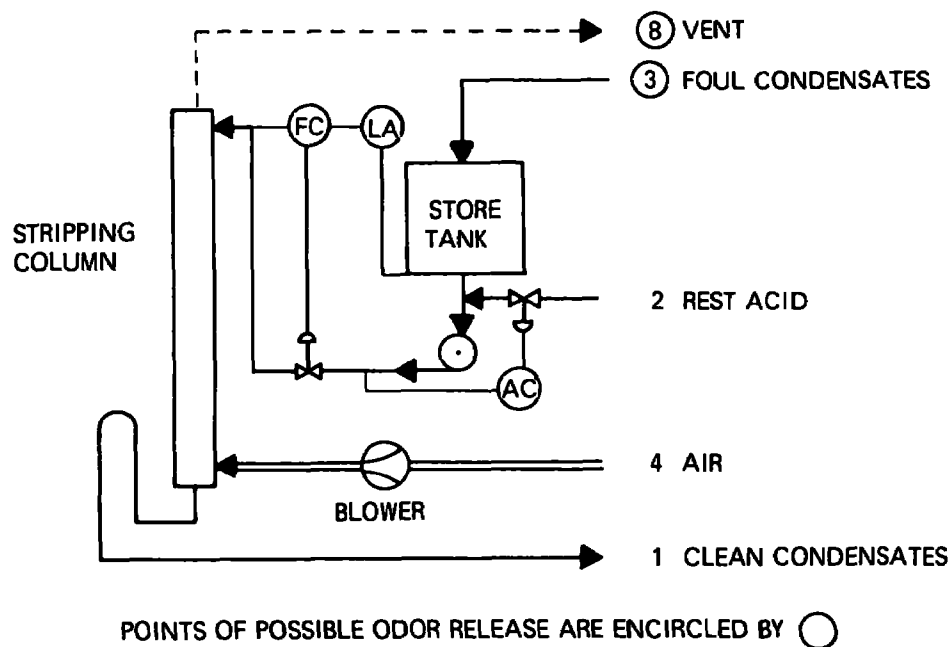 8 VENT
3 FOUL CONDENSATES
FC
LA
STORE
TANK
STRIPPING
COLUMN
2 REST ACID
AC
4 AIR
BLOWER
1 CLEAN CONDENSATES
POINTS OF POSSIBLE ODOR RELEASE ARE ENCIRCLED BY